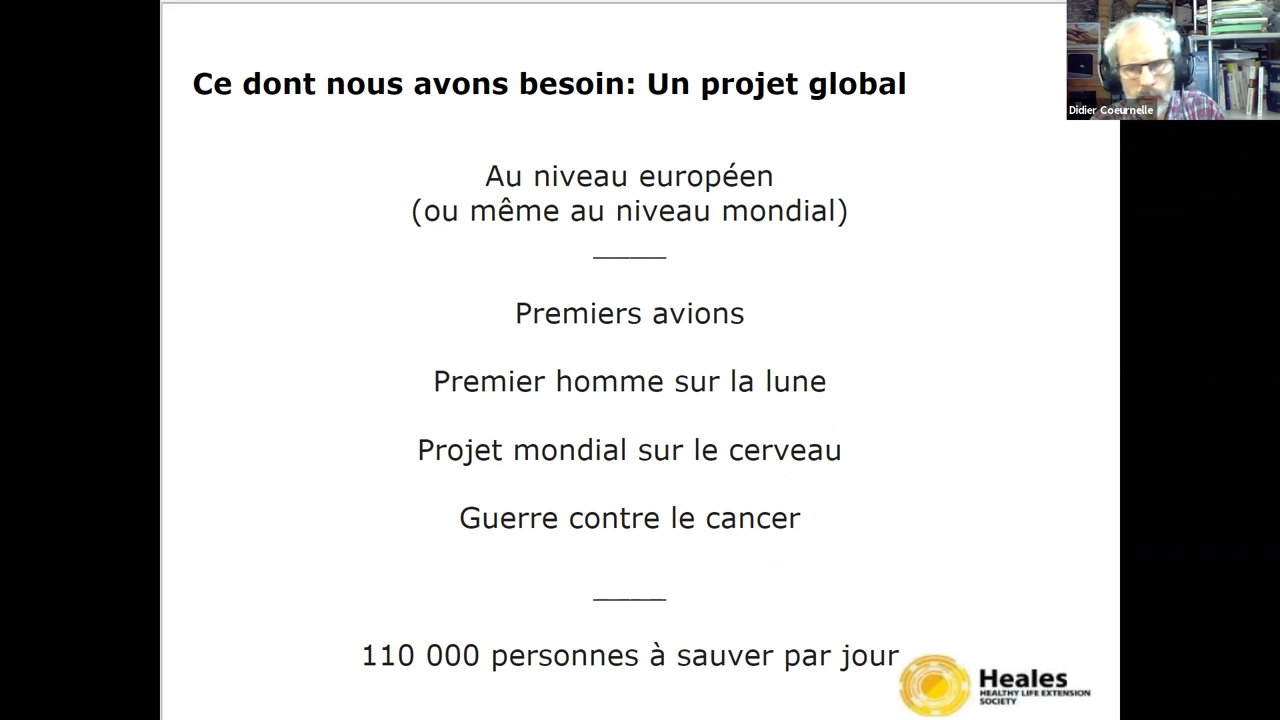 Ce dont nous avons besoin: Un projet global
Didier Coeurnelle
Au niveau européen
(ou même au niveau mondial)
Premiers avions
Premier homme sur la lune
Projet mondial sur le cerveau
Guerre contre le cancer
110 000 personnes à sauver par jour
Heales
HEALTHY LIFE EXTENSION
SOCIETY